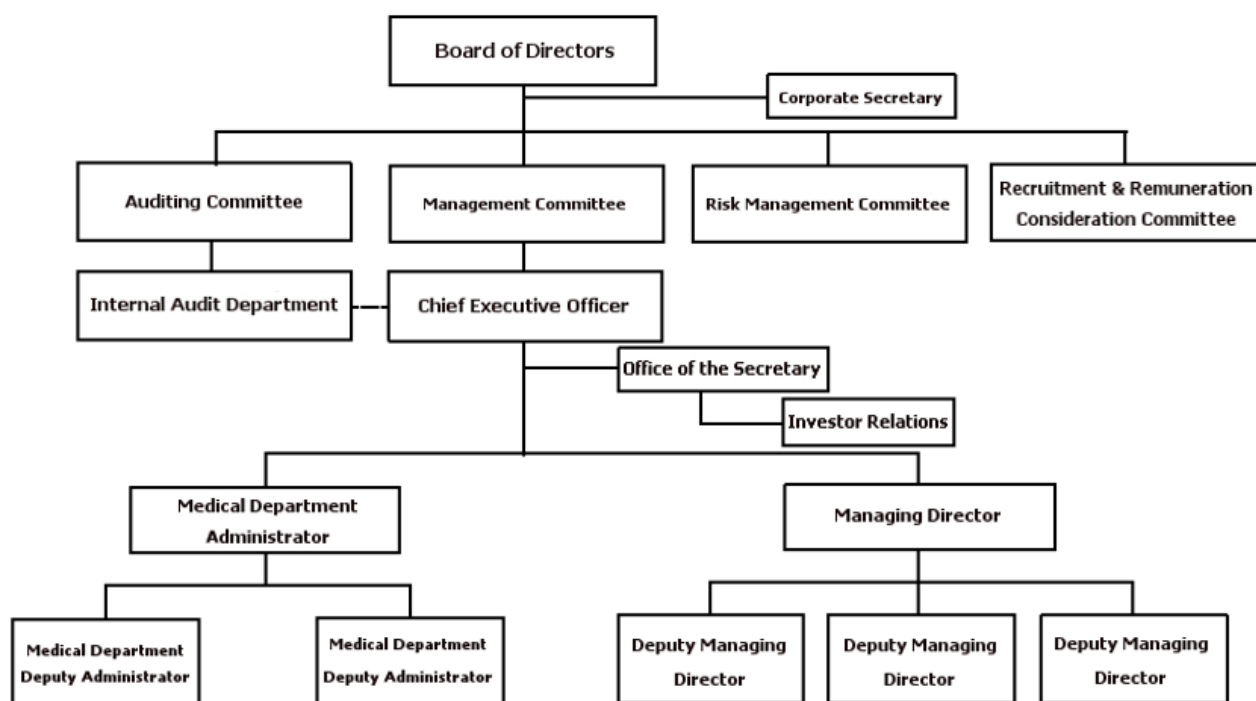 Board of Directors
Corporate Secretary
Auditing Committee
Management Committee
Risk Management Committee
Recruitment & Remuneration
Consideration Committee
Internal Audit Department
Chief Executive Officer
Office of the Secretary
Investor Relations
Medical Department
Administrator
Managing Director
Medical Department
Deputy Administrator
Medical Department
Deputy Administrator
Deputy Managing
Director
Deputy Managing
Director
Deputy Managing
Director